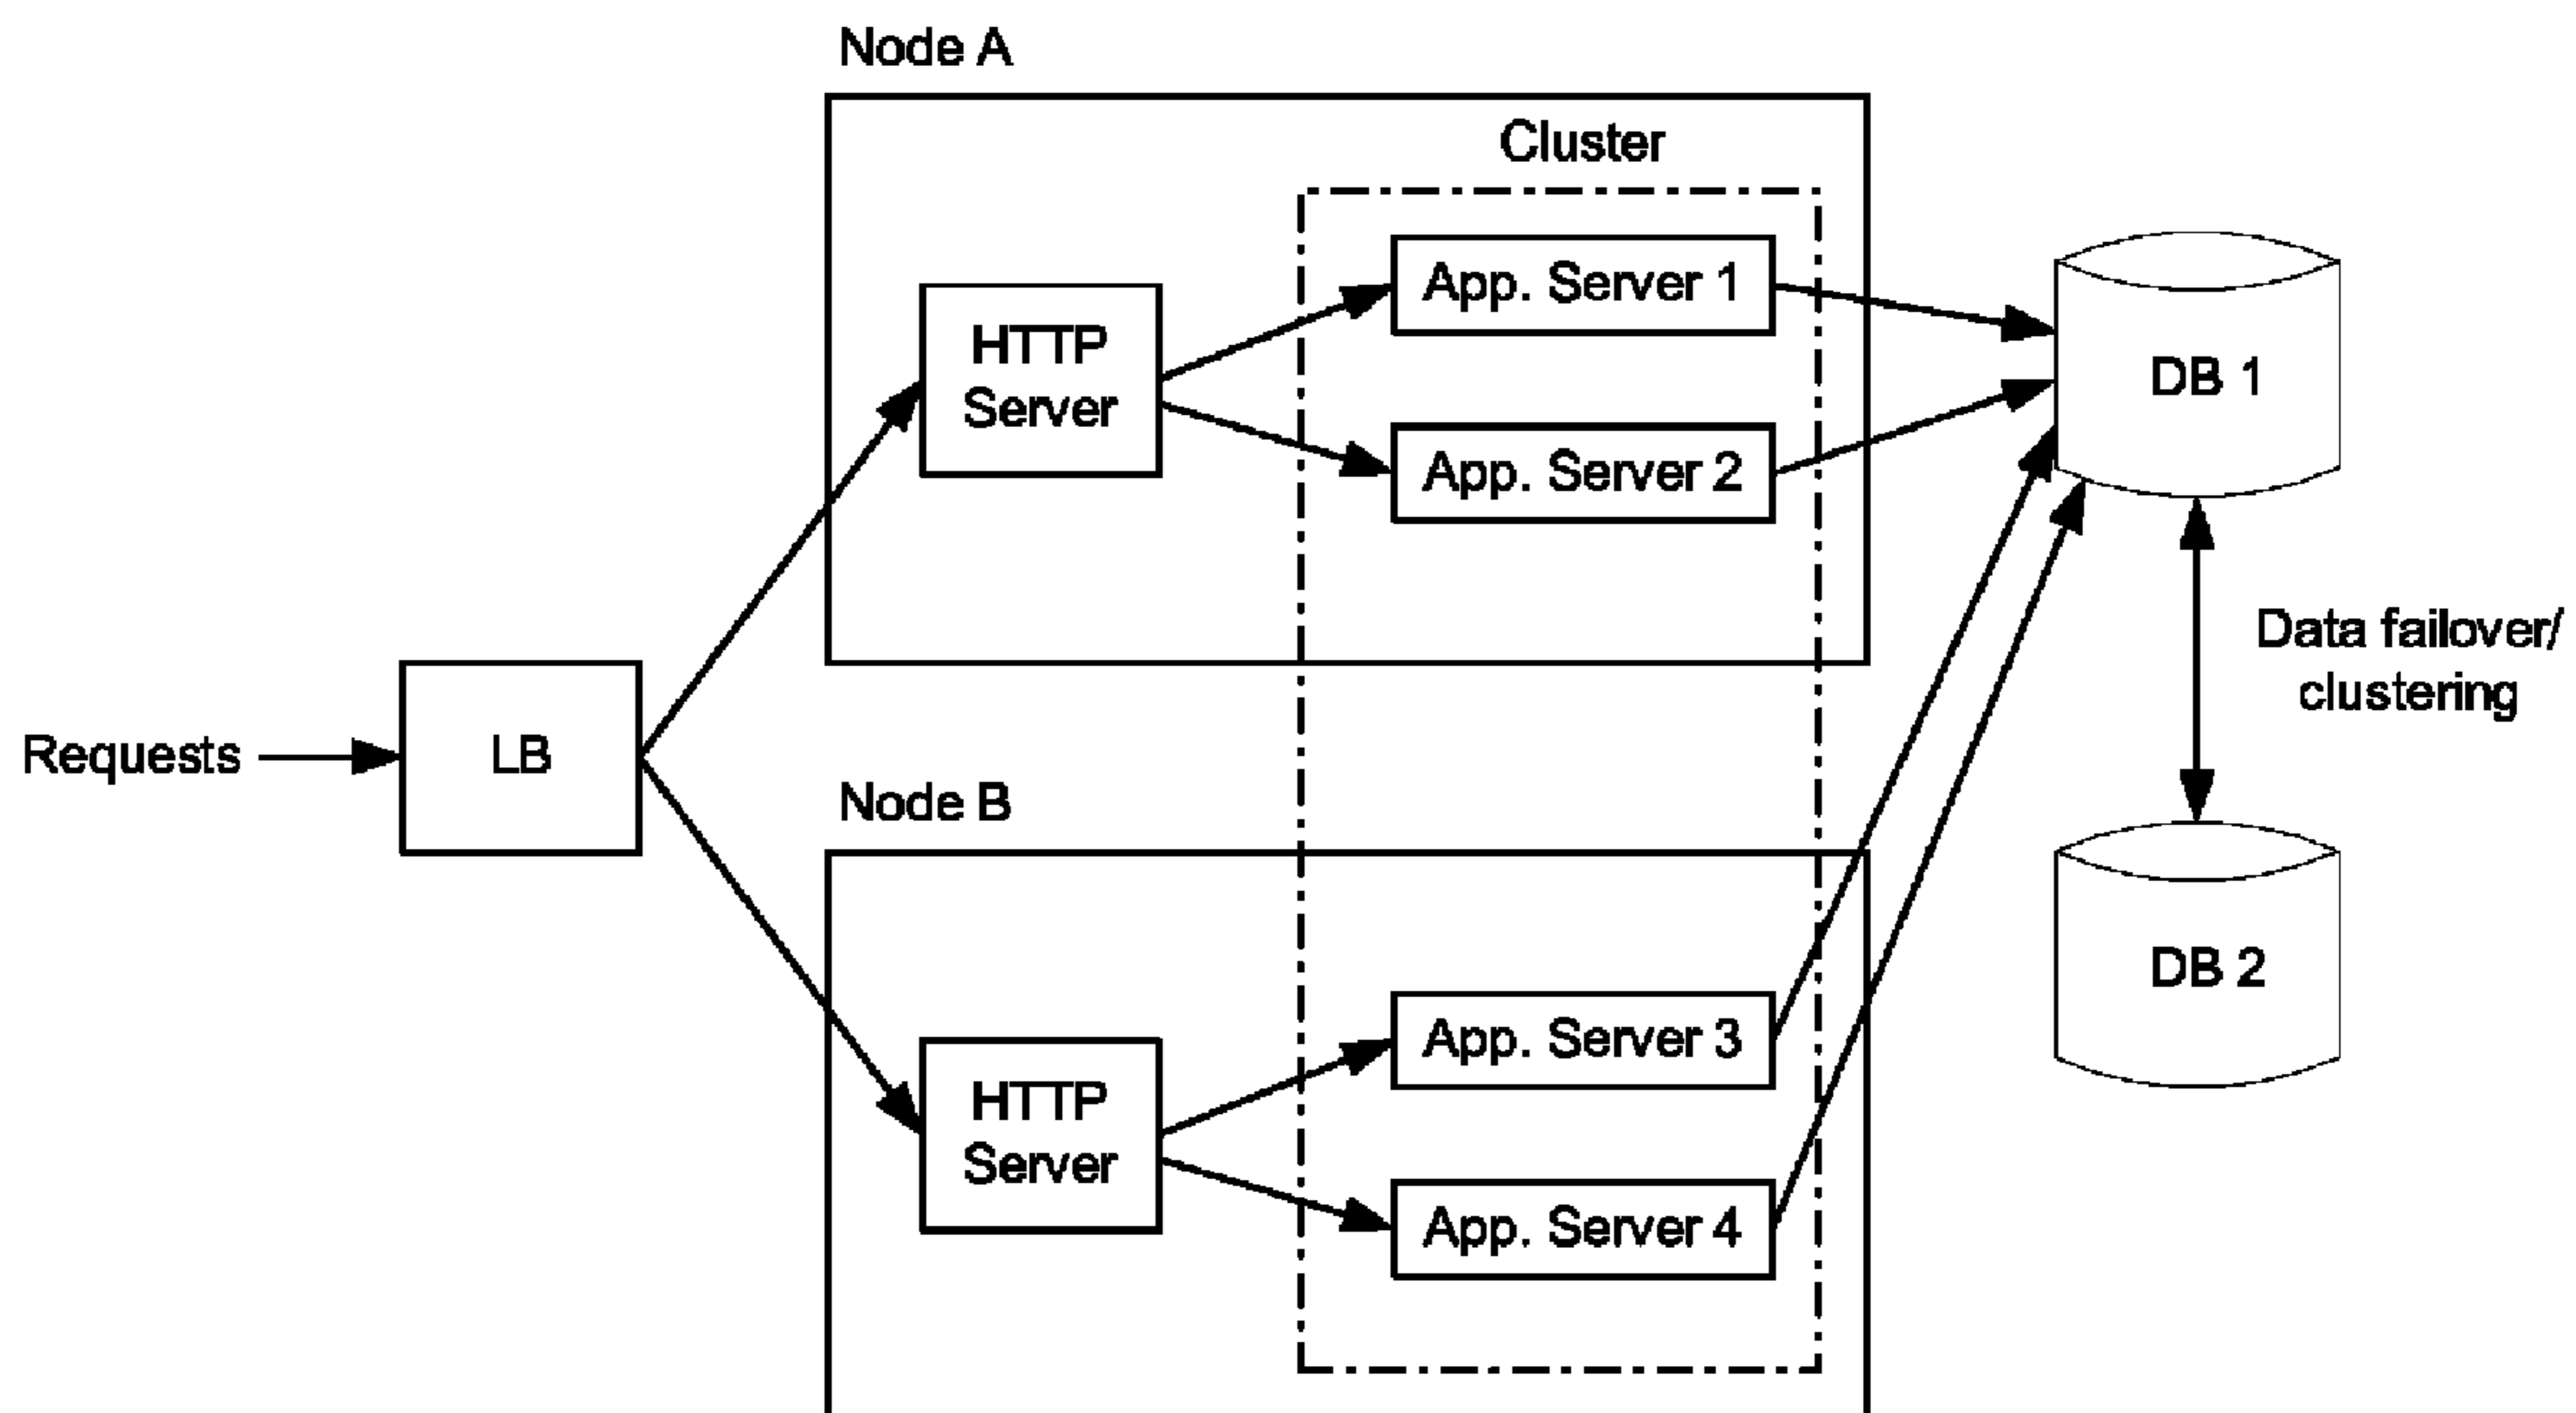 Node A
Cluster
App. Server 1
HTTP
Server
DB 1
App. Server 2
Data failover/
clustering
Requests
LB
Node B
DB 2
App. Server 3
HTTP
Server
App. Server 4